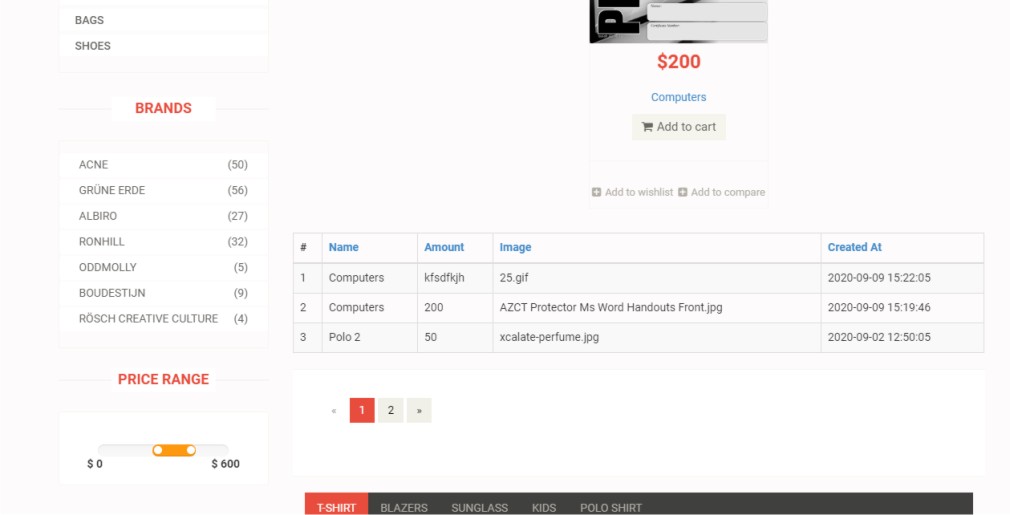 BAGS
SHOES
BRANDS
ACNE (50)
GRÜNE ERDE (56)
ALBIRO (27)
RONHILL (32)
ODDMOLLY (5)
BOUDESTIJN (9)
RÖSCH CREATIVE CULTURE (4)
PRICE RANGE
$ 0 $ 600
$200
Computers
Add to cart
Add to wishlist Add to compare
# Name Amount Image Created At
1 Computers kfsdfkjh 25.gif 2020-09-09 15:22:05
2 Computers 200 AZCT Protector Ms Word Handouts Front.jpg 2020-09-09 15:19:46
3 Polo 2 50 xcalate-perfume.jpg 2020-09-02 12:50:05
« 1 2 »
T-SHIRT BLAZERS SUNGLASS KIDS POLO SHIRT